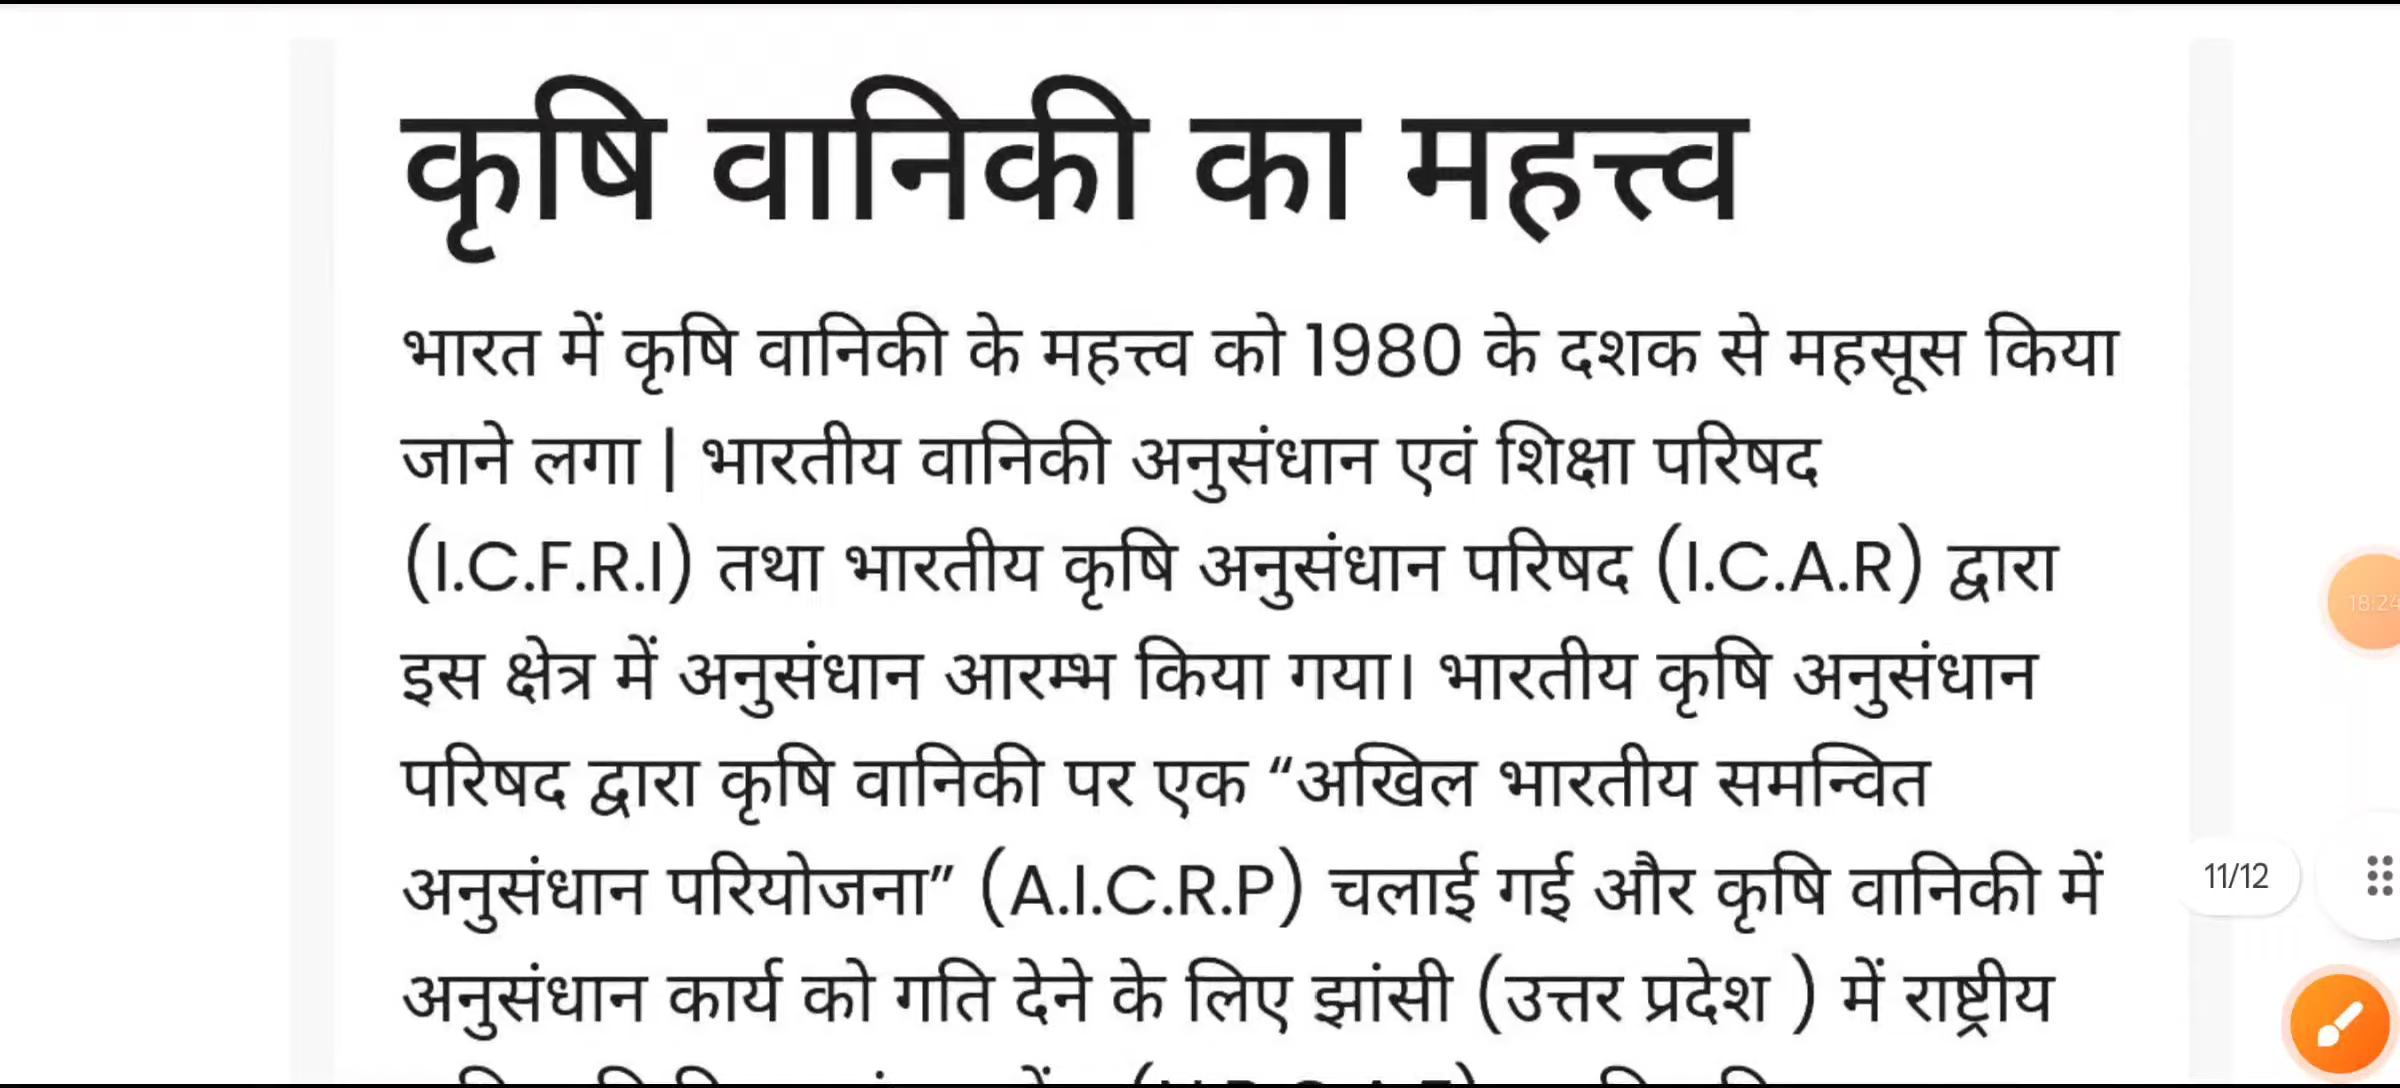 कृषि वानिकी का महत्त्व
भारत में कृषि वानिकी के महत्त्व को 1980 के दशक से महसूस किया
जाने लगा | भारतीय वानिकी अनुसंधान एवं शिक्षा परिषद
(I.C.F.R.I) तथा भारतीय कृषि अनुसंधान परिषद (I.C.A.R) द्वारा
इस क्षेत्र में अनुसंधान आरम्भ किया गया। भारतीय कृषि अनुसंधान
परिषद द्वारा कृषि वानिकी पर एक “अखिल भारतीय समन्वित
अनुसंधान परियोजना” (A.I.C.R.P) चलाई गई और कृषि वानिकी में
अनुसंधान कार्य को गति देने के लिए झांसी (उत्तर प्रदेश ) में राष्ट्रीय
18:24
11/12